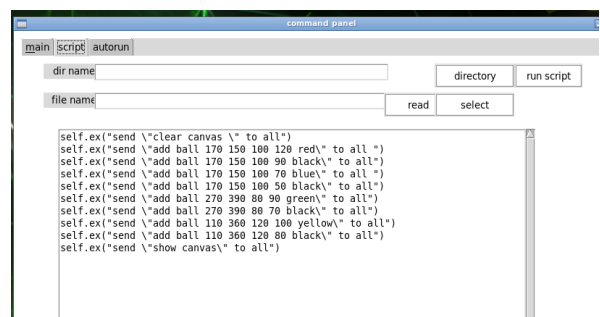 command panel
main script autorun
dir name directory run script
file name read select
self.ex("send \"clear canvas \" to all")
self.ex("send \"add ball 170 150 100 120 red\" to all ")
self.ex("send \"add ball 170 150 100 90 black\" to all")
self.ex("send \"add ball 170 150 100 70 blue\" to all ")
self.ex("send \"add ball 170 150 100 50 black\" to all")
self.ex("send \"add ball 270 390 80 90 green\" to all")
self.ex("send \"add ball 270 390 80 70 black\" to all")
self.ex("send \"add ball 110 360 120 100 yellow\" to all")
self.ex("send \"add ball 110 360 120 80 black\" to all")
self.ex("send \"show canvas\" to all")